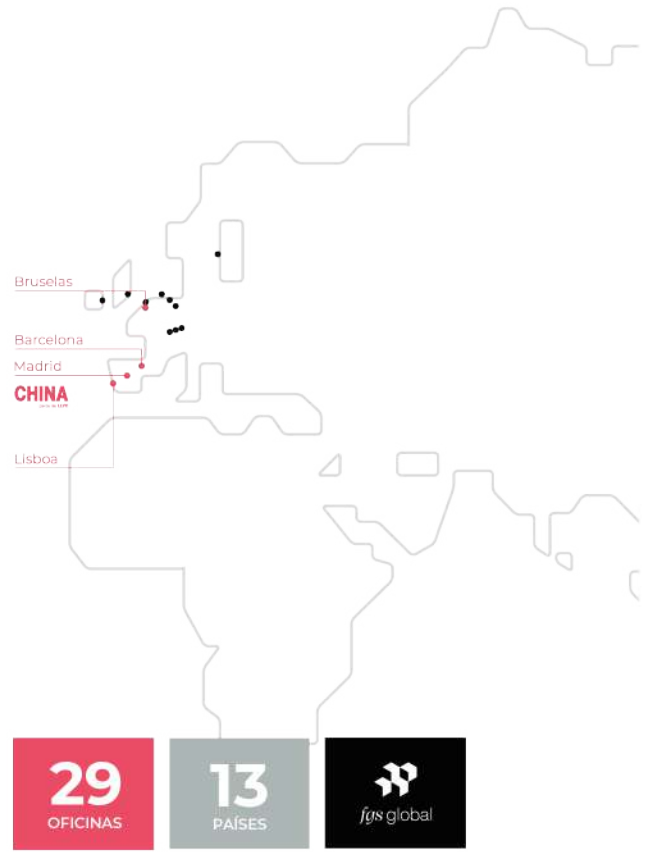 Bruselas
Barcelona
Madrid
CHINA
Lisboa
29
OFICINAS
13
PAÍSES
fgs global